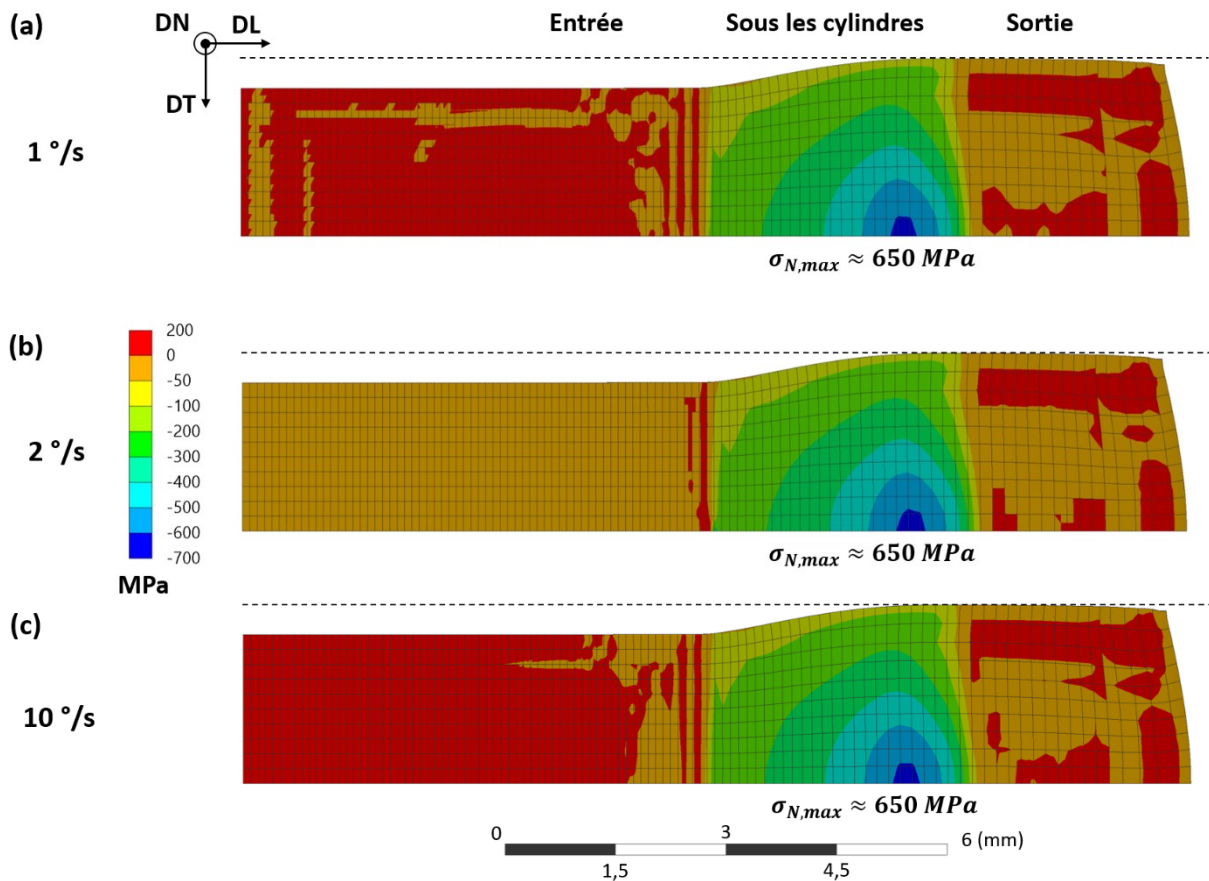 (a)
DN DL Entrée Sous les cylindres Sortie
DT
1 °/s
σN,max ≈ 650 MPa
(b)
200
0
-50
-100
-200
-300
-400
-500
-600
-700
MPa
2 °/s
σN,max ≈ 650 MPa
(c)
10 °/s
σN,max ≈ 650 MPa
0 3 6 (mm)
1,5 4,5